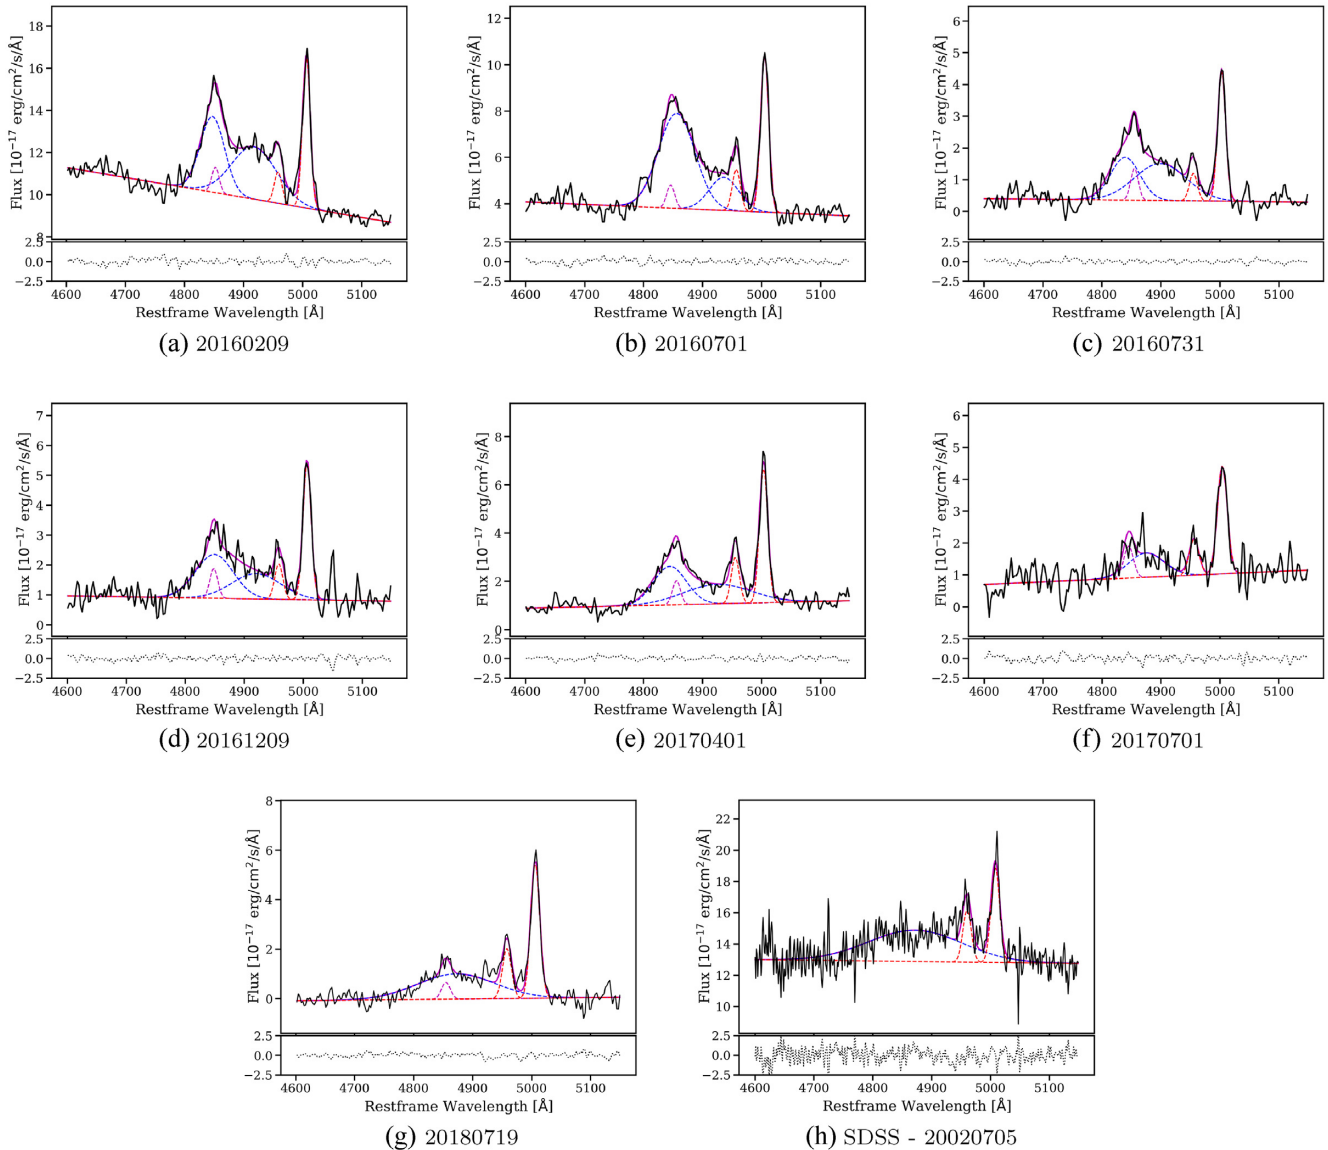 18
16
14
12
10
8
Flux [10⁻¹⁷ erg/cm²/s/Å]
2.5
0.0
−2.5
4600 4700 4800 4900 5000 5100
Restframe Wavelength [Å]
(a) 20160209
12
10
8
6
4
Flux [10⁻¹⁷ erg/cm²/s/Å]
2.5
0.0
−2.5
4600 4700 4800 4900 5000 5100
Restframe Wavelength [Å]
(b) 20160701
6
5
4
3
2
1
0
Flux [10⁻¹⁷ erg/cm²/s/Å]
2.5
0.0
−2.5
4600 4700 4800 4900 5000 5100
Restframe Wavelength [Å]
(c) 20160731
7
6
5
4
3
2
1
0
Flux [10⁻¹⁷ erg/cm²/s/Å]
2.5
0.0
−2.5
4600 4700 4800 4900 5000 5100
Restframe Wavelength [Å]
(d) 20161209
8
6
4
2
0
Flux [10⁻¹⁷ erg/cm²/s/Å]
2.5
0.0
−2.5
4600 4700 4800 4900 5000 5100
Restframe Wavelength [Å]
(e) 20170401
6
5
4
3
2
1
0
Flux [10⁻¹⁷ erg/cm²/s/Å]
2.5
0.0
−2.5
4600 4700 4800 4900 5000 5100
Restframe Wavelength [Å]
(f) 20170701
8
6
4
2
0
Flux [10⁻¹⁷ erg/cm²/s/Å]
2.5
0.0
−2.5
4600 4700 4800 4900 5000 5100
Restframe Wavelength [Å]
(g) 20180719
22
20
18
16
14
12
10
Flux [10⁻¹⁷ erg/cm²/s/Å]
2.5
0.0
−2.5
4600 4700 4800 4900 5000 5100
Restframe Wavelength [Å]
(h) SDSS - 20020705